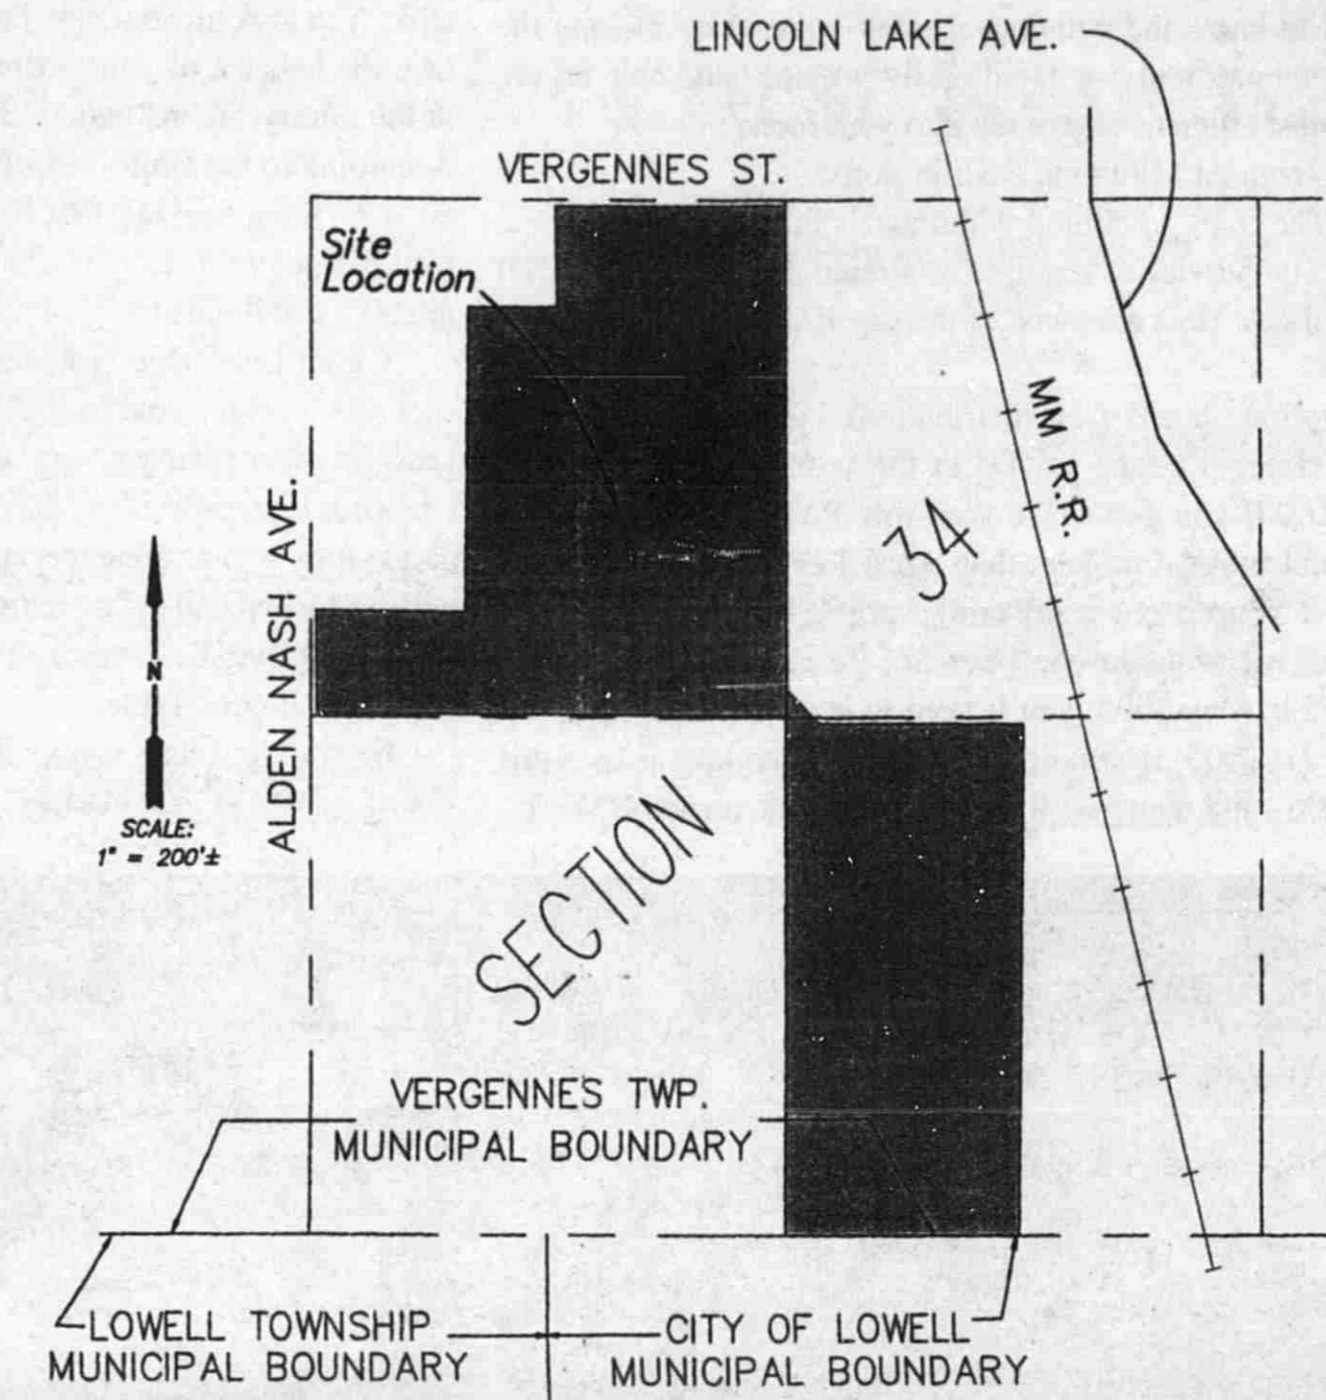 LINCOLN LAKE AVE.
VERGENNES ST.
Site
Location
MM R.R.
34
ALDEN NASH AVE.
N
SCALE:
1" = 200'±
SECTION
VERGENNES TWP.
MUNICIPAL BOUNDARY
LOWELL TOWNSHIP
MUNICIPAL BOUNDARY
CITY OF LOWELL
MUNICIPAL BOUNDARY